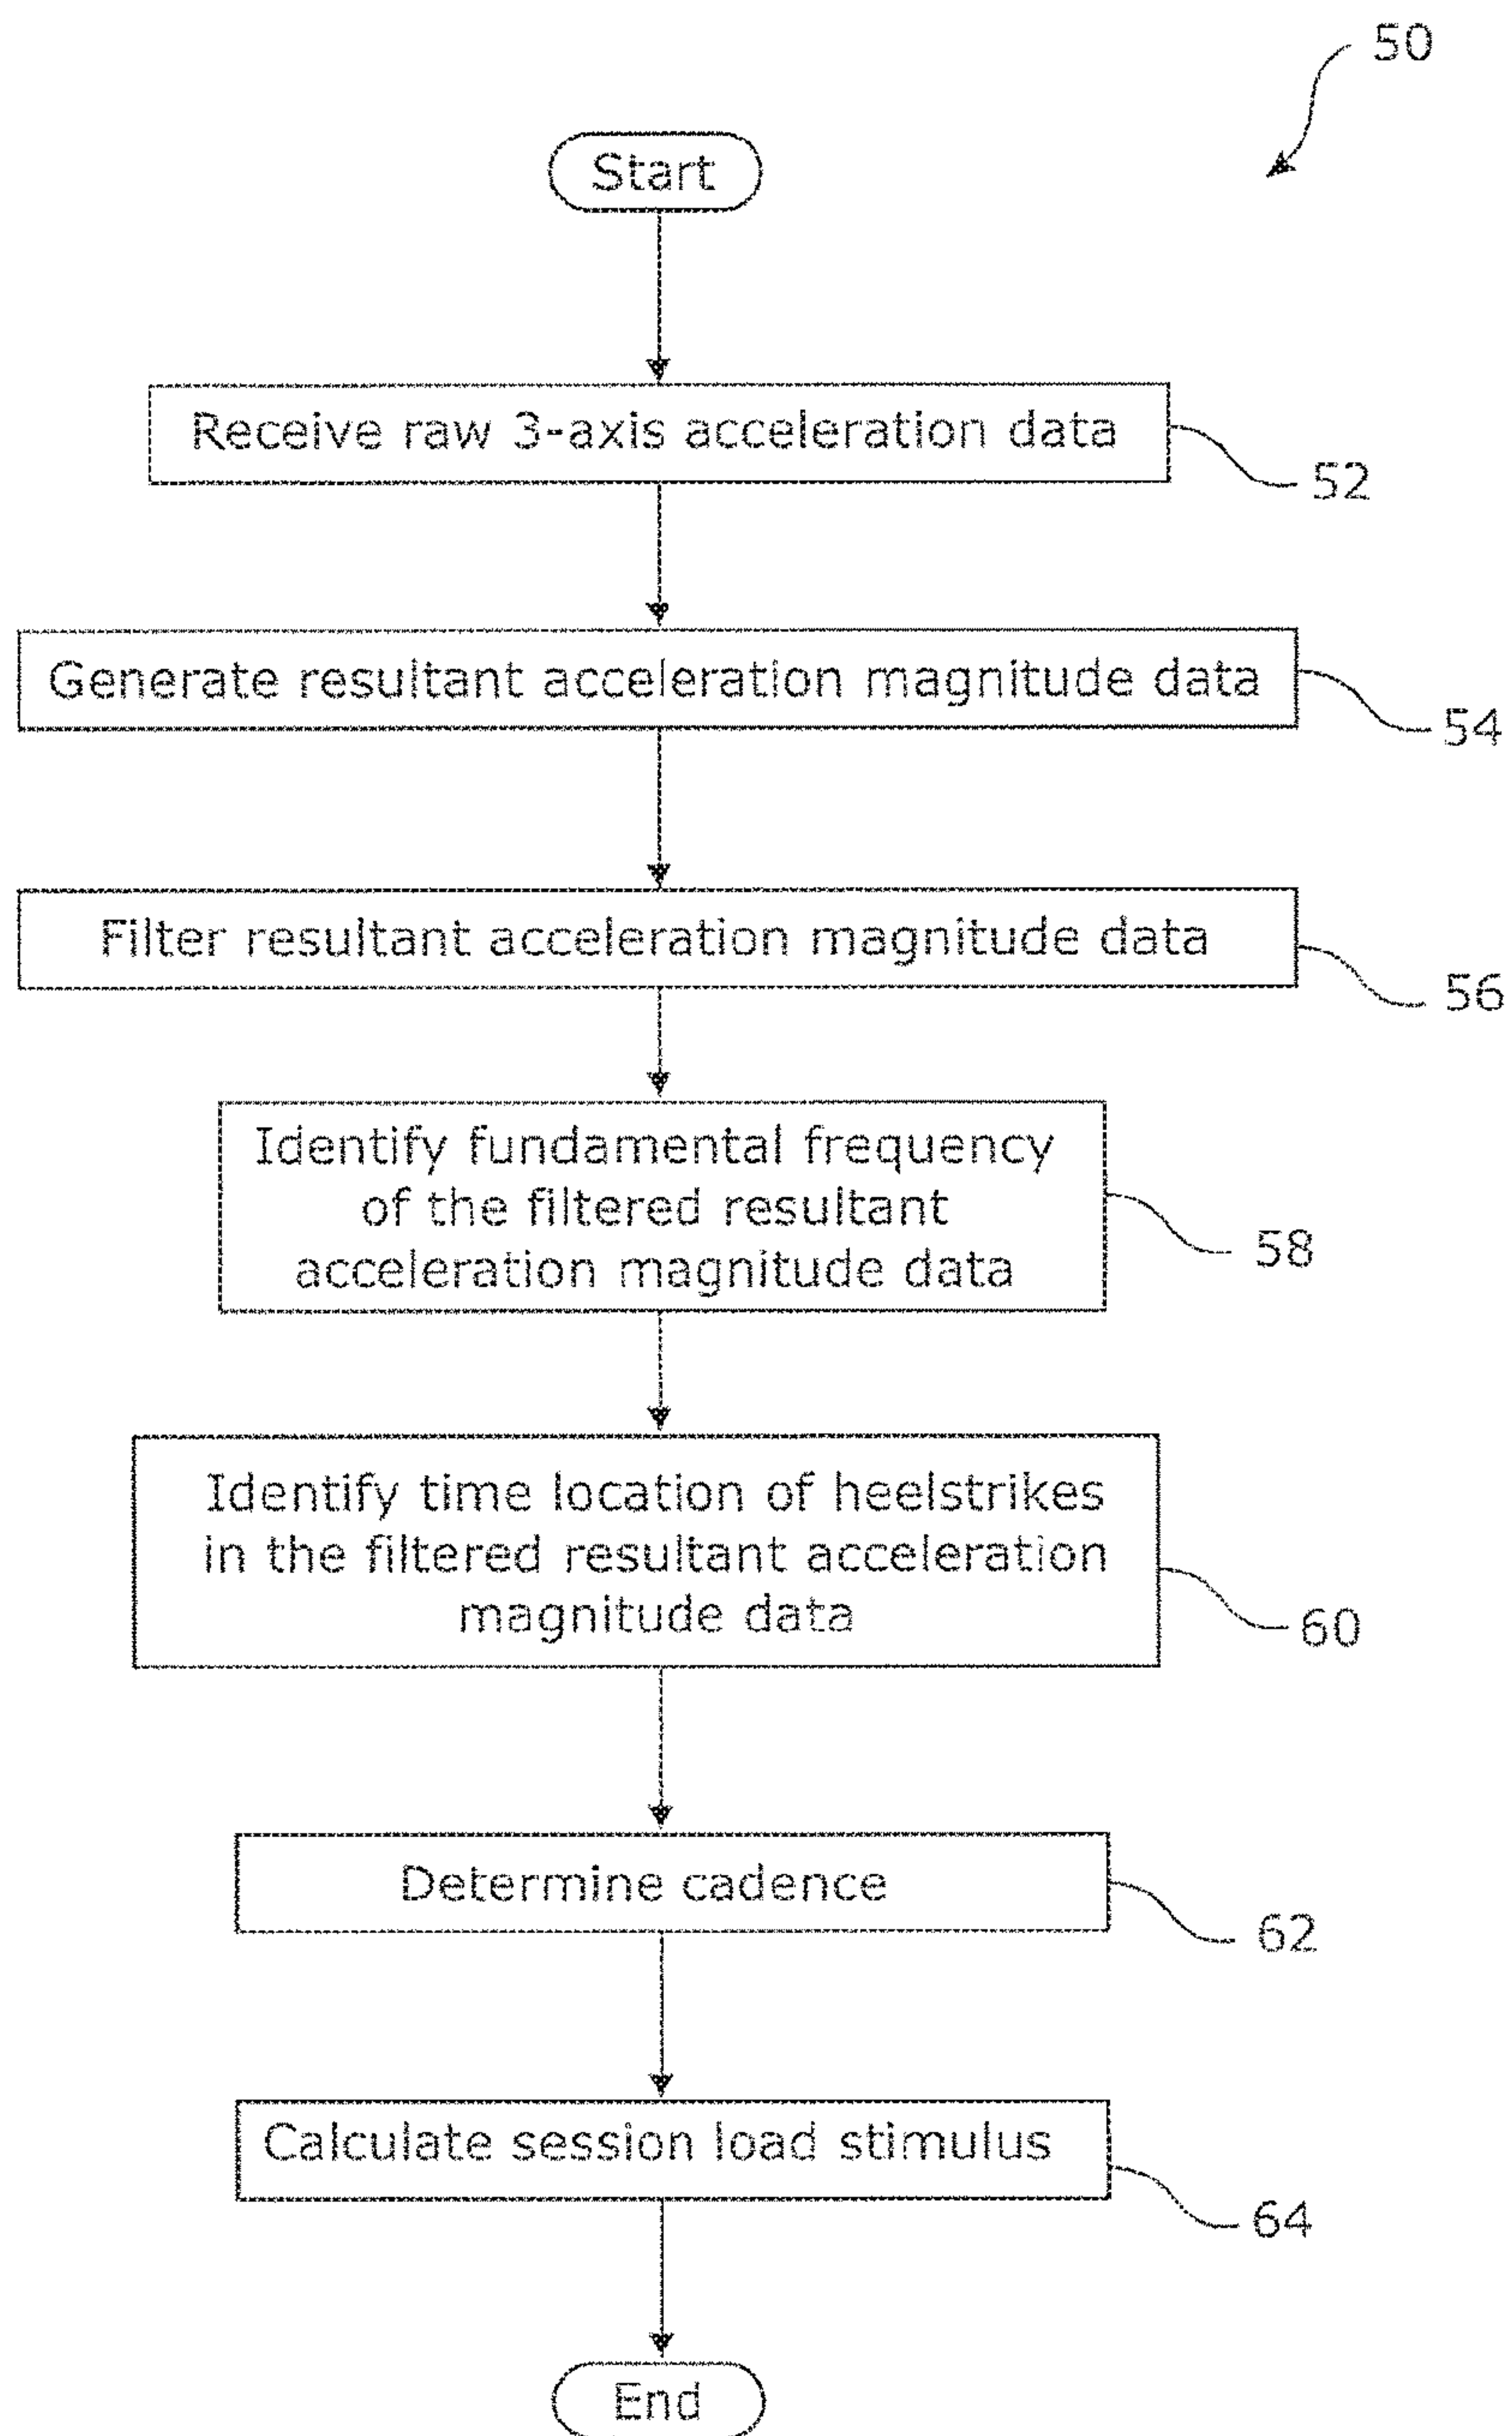 50
Start
Receive raw 3-axis acceleration data
52
Generate resultant acceleration magnitude data
54
Filter resultant acceleration magnitude data
56
Identify fundamental frequency
of the filtered resultant
acceleration magnitude data
58
Identify time location of heelstrikes
in the filtered resultant acceleration
magnitude data
60
Determine cadence
62
Calculate session load stimulus
64
End